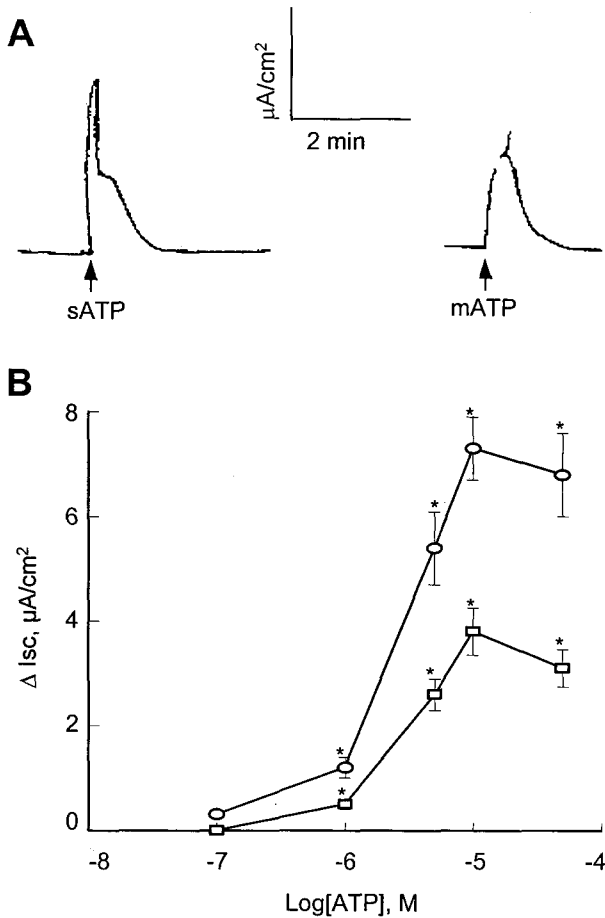 A
μA/cm²
2 min
sATP
mATP
B
8
6
4
2
0
Δ Isc, μA/cm²
*
*
*
*
*
*
*
*
-8
-7
-6
-5
-4
Log[ATP], M